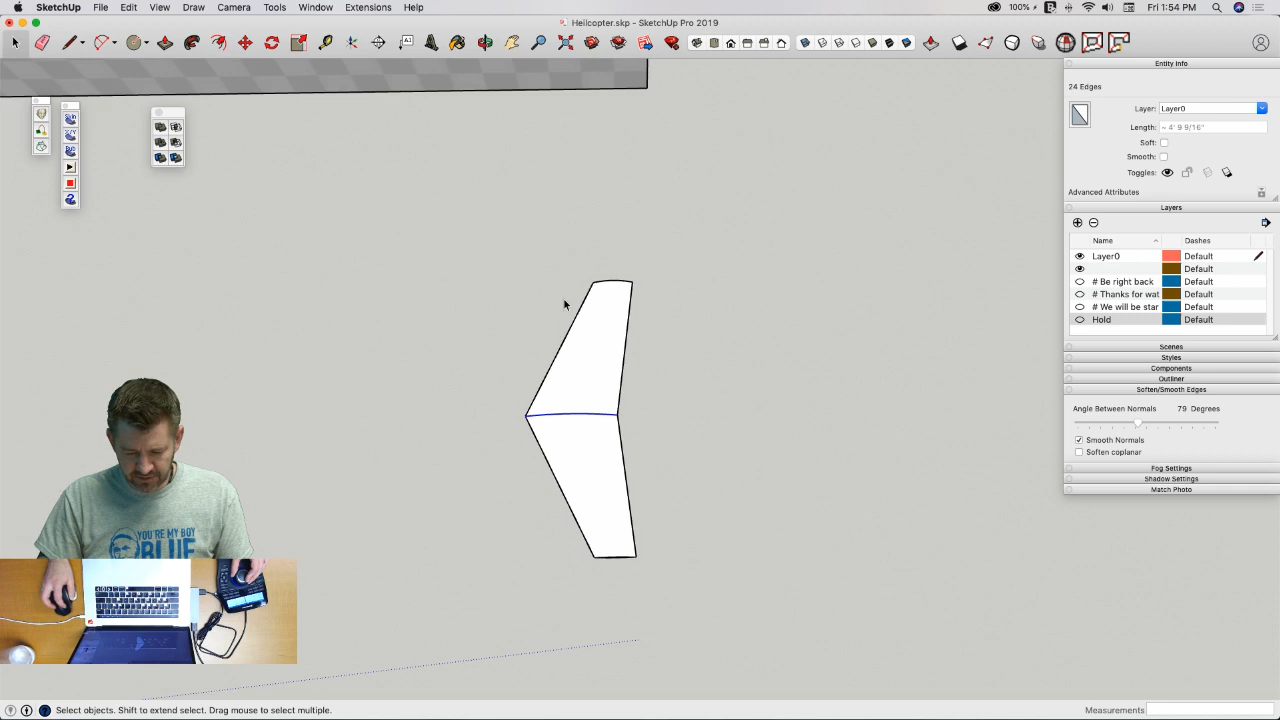 SketchUp File Edit View Draw Camera Tools Window Extensions Help
100% Fri 1:54 PM
Heilcopter.skp - SketchUp Pro 2019
Entity Info
24 Edges
Layer: Layer0
Length: ~ 4' 9 9/16"
Soft:
Smooth:
Toggles:
Advanced Attributes
Layers
Name Dashes
Layer0 Default
Default
# Be right back Default
# Thanks for wat Default
# We will be star Default
Hold Default
Scenes
Styles
Components
Outliner
Soften/Smooth Edges
Angle Between Normals 79 Degrees
Smooth Normals
Soften coplanar
Fog Settings
Shadow Settings
Match Photo
YOU'RE MY BOY
BLUE
Select objects. Shift to extend select. Drag mouse to select multiple.
Measurements